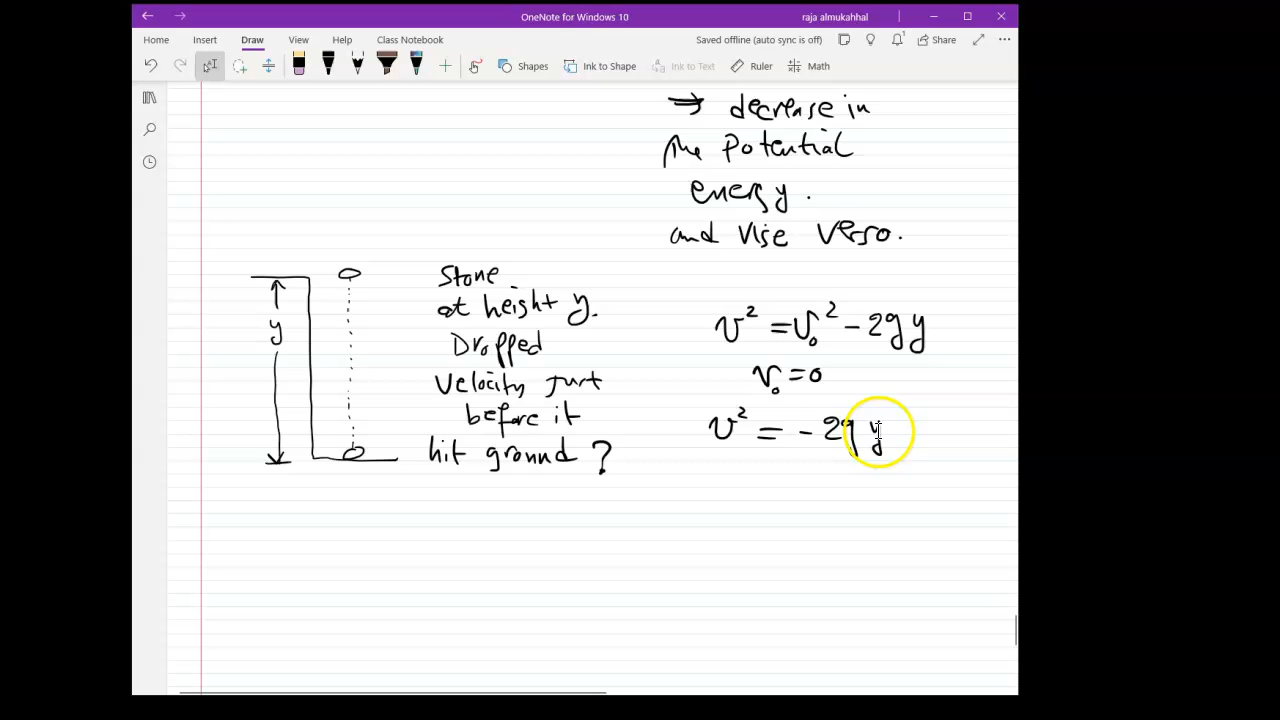 OneNote for Windows 10
raja almukahhal
Home Insert Draw View Help Class Notebook
Saved offline (auto sync is off)
Share
Shapes
Ink to Shape
Ink to Text
Ruler
Math
→ decrease in
the potential
energy.
and vise verso.
y
Stone
at height y.
Dropped
velocity just
before it
hit ground ?
v² = v₀² - 2gy
v₀ = 0
v² = - 2g y